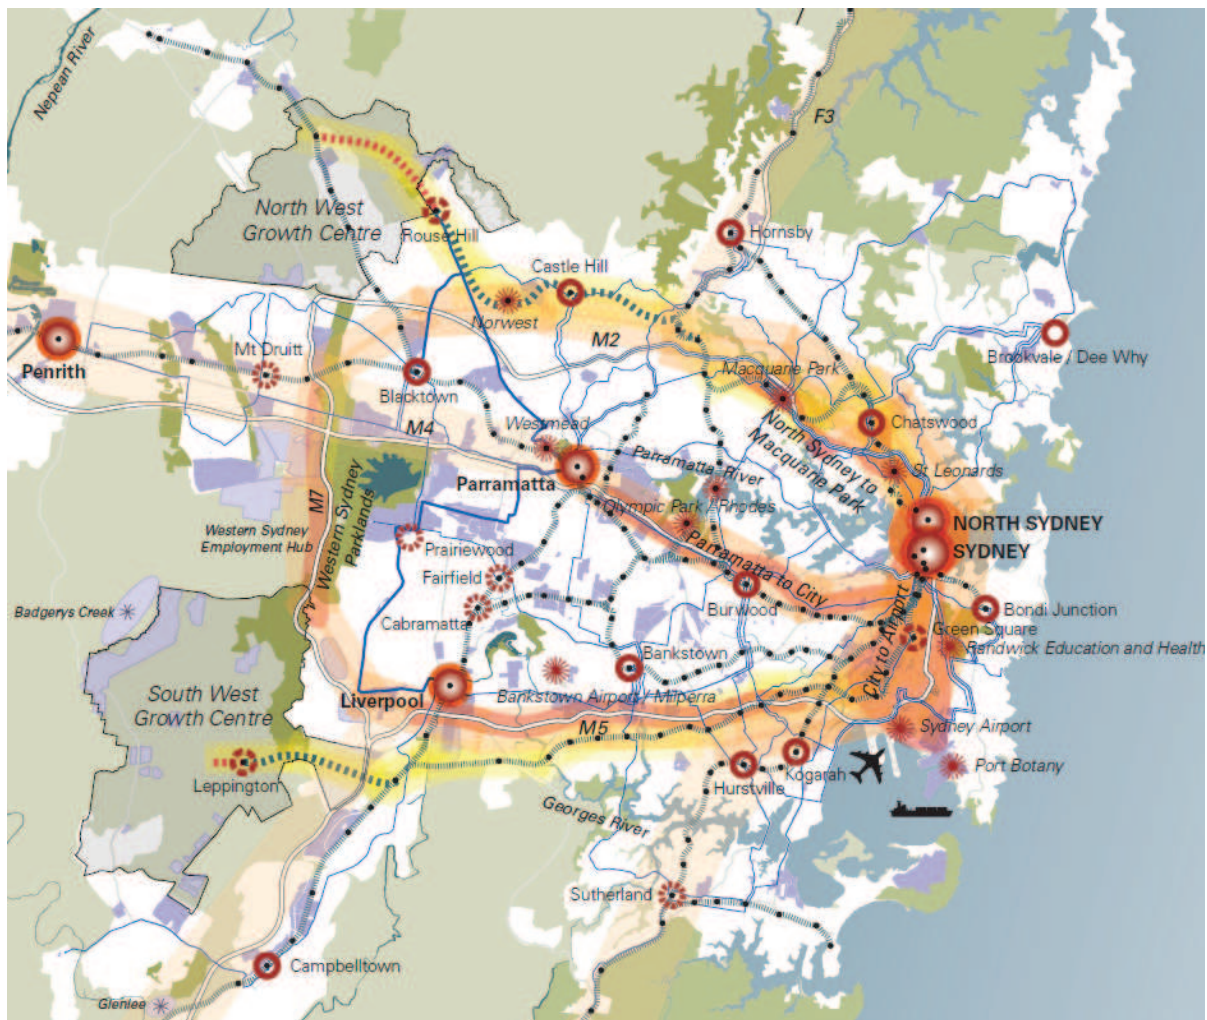 Nepean River
F3
North West
Growth Centre
Rouse Hill
Hornsby
Castle Hill
Norwest
M2
Brookvale / Dee Why
Mt Druitt
Penrith
Blacktown
Macquarie Park
Chatswood
M4
Westmead
North Sydney to
Macquarie Park
St Leonards
Parramatta
Parramatta River
Olympic Park / Rhodes
M7
Western Sydney
Parklands
Western Sydney
Employment Hub
NORTH SYDNEY
SYDNEY
Prairiewood
Fairfield
Parramatta to City
Badgerys Creek
Cabramatta
Burwood
City to Airport
Bondi Junction
Green Square
Randwick Education and Health
Bankstown
South West
Growth Centre
Liverpool
Bankstown Airport / Milperra
M5
Sydney Airport
Leppington
Hurstville
Kogarah
Port Botany
Georges River
Sutherland
Campbelltown
Glenlee